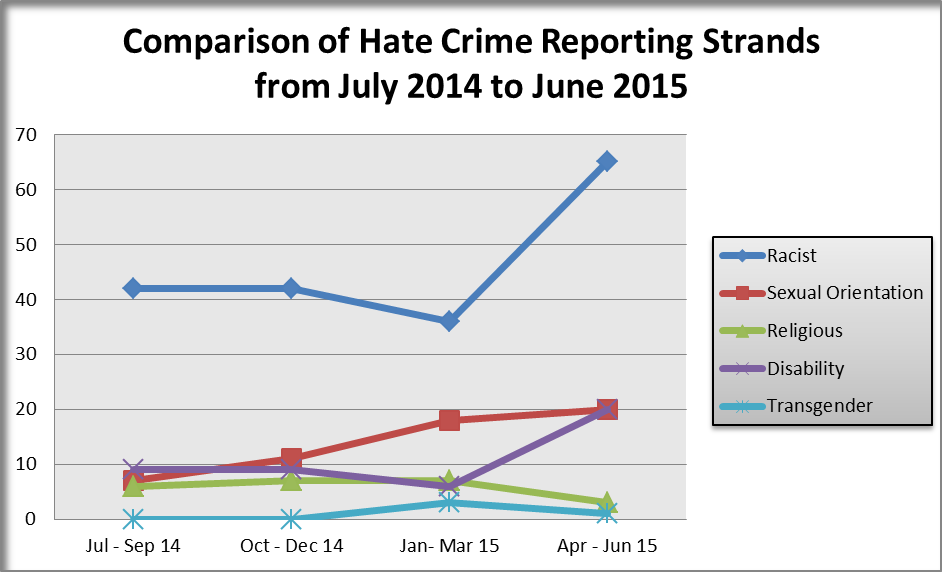 Comparison of Hate Crime Reporting Strands
from July 2014 to June 2015
70
60
50
40
30
20
10
0
Jul - Sep 14
Oct - Dec 14
Jan- Mar 15
Apr - Jun 15
Racist
Sexual Orientation
Religious
Disability
Transgender